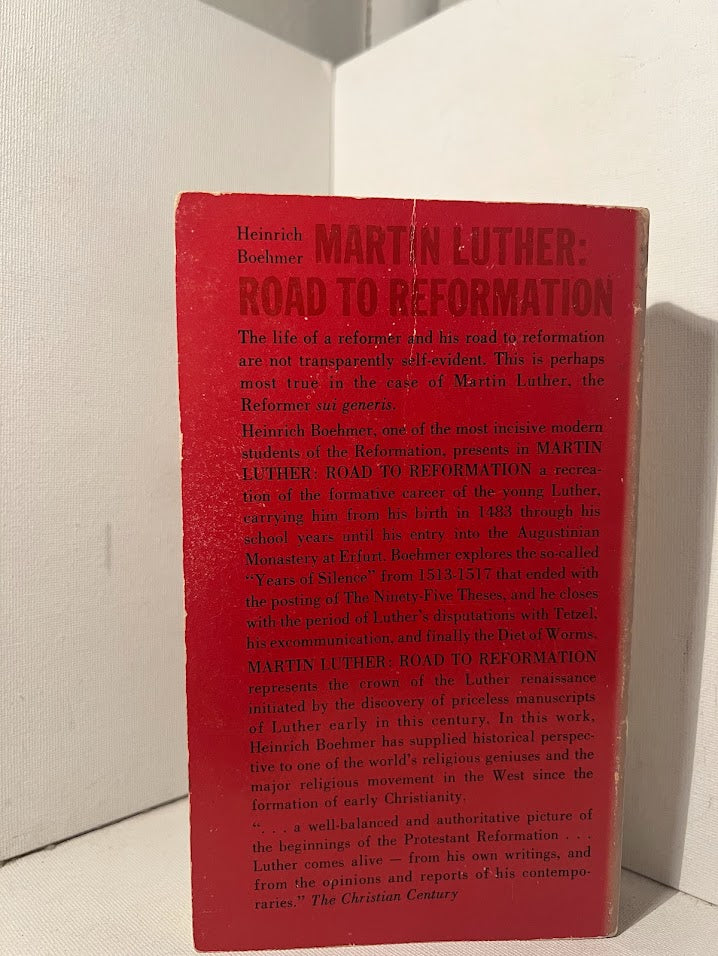 Heinrich
Boehmer
MARTIN LUTHER:
ROAD TO REFORMATION
The life of a reformer and his road to reformation
are not transparently self-evident. This is perhaps
most true in the case of Martin Luther, the
Reformer sui generis.
Heinrich Boehmer, one of the most incisive modern
students of the Reformation, presents in MARTIN
LUTHER: ROAD TO REFORMATION a recrea-
tion of the formative career of the young Luther,
carrying him from his birth in 1483 through his
school years until his entry into the Augustinian
Monastery at Erfurt. Boehmer explores the so-called
“Years of Silence” from 1513-1517 that ended with
the posting of The Ninety-Five Theses, and he closes
with the period of Luther’s disputations with Tetzel,
his excommunication, and finally the Diet of Worms.
MARTIN LUTHER: ROAD TO REFORMATION
represents the crown of the Luther renaissance
initiated by the discovery of priceless manuscripts
of Luther early in this century. In this work,
Heinrich Boehmer has supplied historical perspec-
tive to one of the world’s religious geniuses and the
major religious movement in the West since the
formation of early Christianity.
“. . . a well-balanced and authoritative picture of
the beginnings of the Protestant Reformation . . .
Luther comes alive — from his own writings, and
from the opinions and reports of his contempo-
raries.” The Christian Century